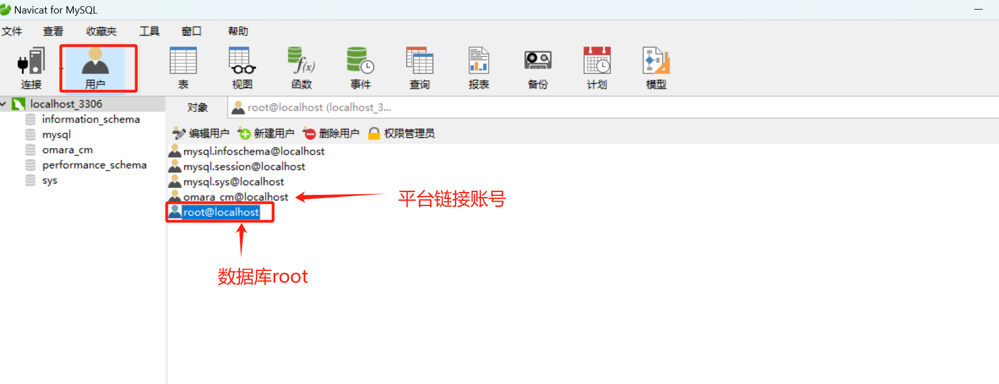 Navicat for MySQL
文件 查看 收藏夹 工具 窗口 帮助
连接 用户 表 视图 函数 事件 查询 报表 备份 计划 模型
localhost_3306
information_schema
mysql
omara_cm
performance_schema
sys
对象 root@localhost (localhost_3...
编辑用户 新建用户 删除用户 权限管理员
mysql.infoschema@localhost
mysql.session@localhost
mysql.sys@localhost
omara_cm@localhost
平台链接账号
root@localhost
数据库root